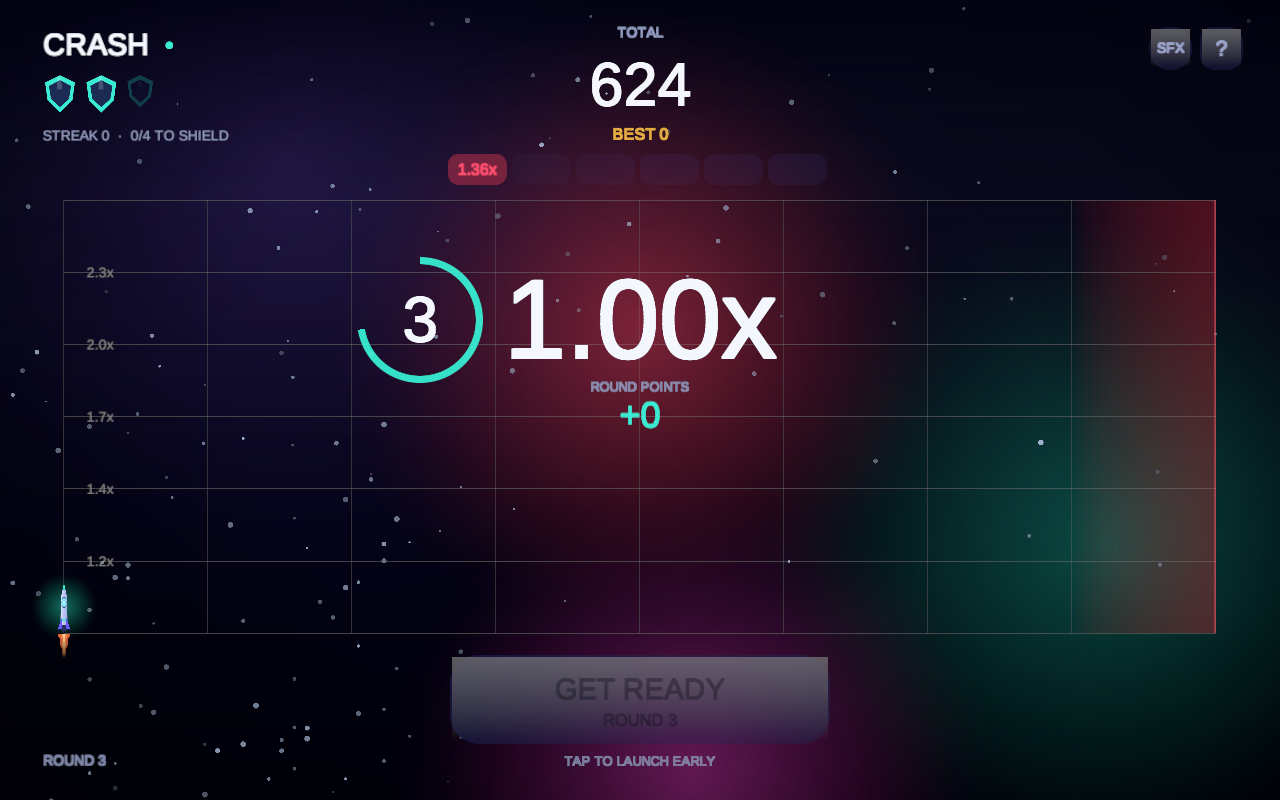 CRASH
STREAK 0 · 0/4 TO SHIELD
TOTAL
624
BEST 0
SFX
?
1.36x
2.3x
2.0x
1.7x
1.4x
1.2x
3
1.00x
ROUND POINTS
+0
GET READY
ROUND 3
TAP TO LAUNCH EARLY
ROUND 3